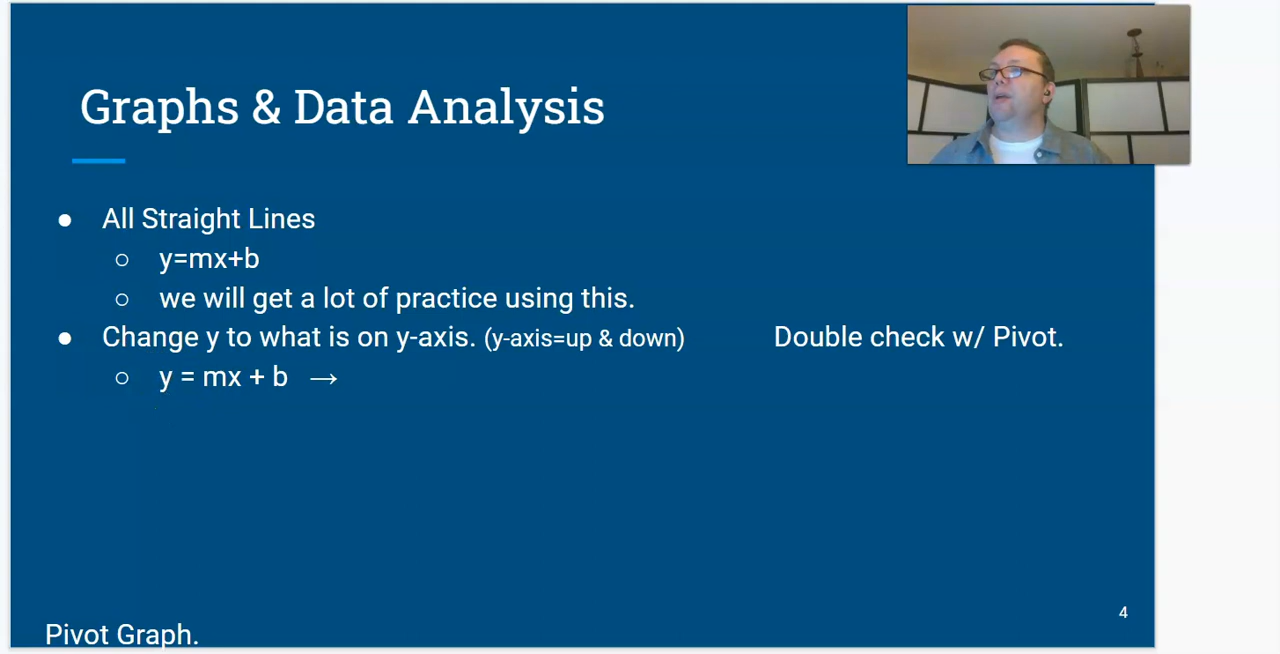 Graphs & Data Analysis
● All Straight Lines
○ y=mx+b
○ we will get a lot of practice using this.
● Change y to what is on y-axis. (y-axis=up & down) Double check w/ Pivot.
○ y = mx + b →
4
Pivot Graph.